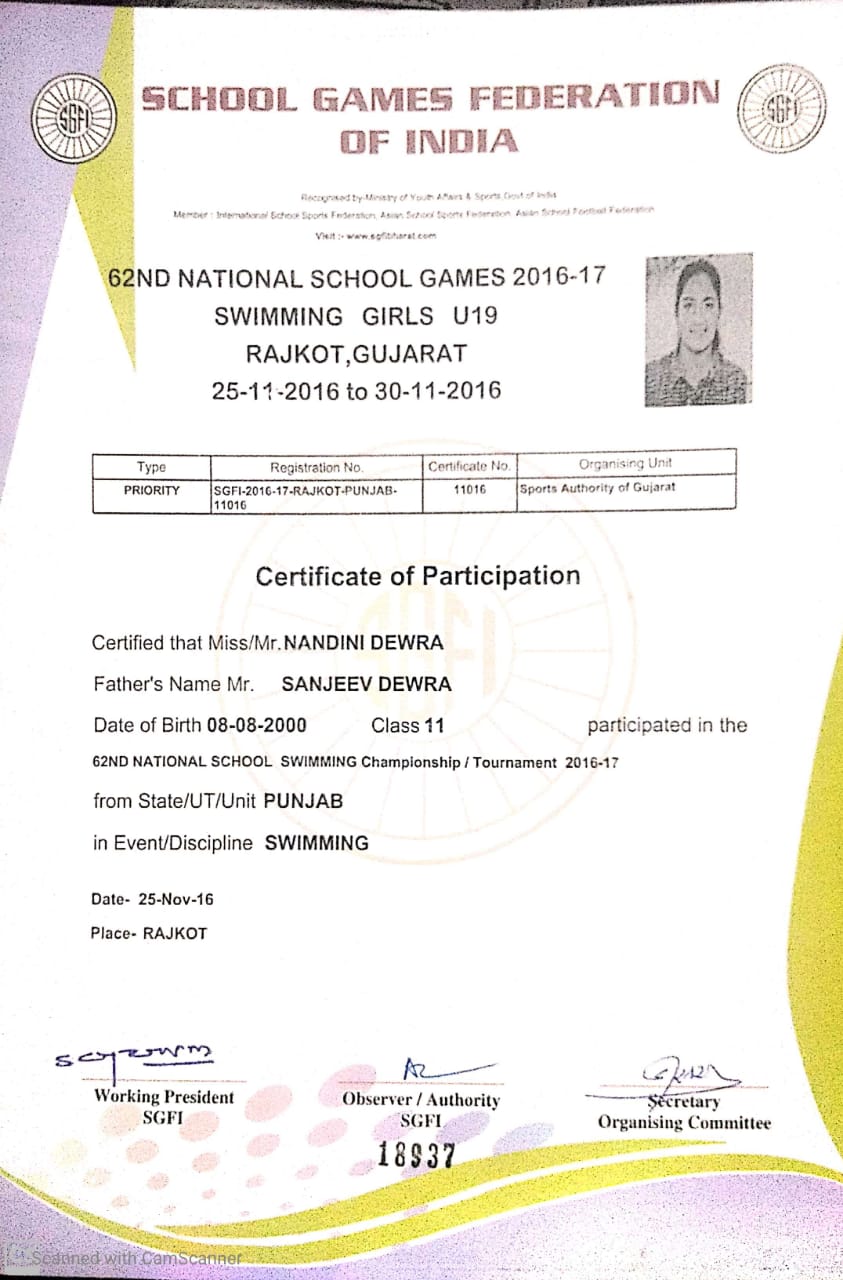 SCHOOL GAMES FEDERATION
OF INDIA
SGFI
SGFI
Recognised by-Ministry of Youth Affairs & Sports Govt of India
Member : International School Sports Federation, Asian School Sports Federation, Asian School Football Federation
Visit :- www.sgfibharat.com
62ND NATIONAL SCHOOL GAMES 2016-17
SWIMMING GIRLS U19
RAJKOT,GUJARAT
25-11-2016 to 30-11-2016
Type Registration No. Certificate No. Organising Unit
PRIORITY SGFI-2016-17-RAJKOT-PUNJAB- 11016 Sports Authority of Gujarat
11016
Certificate of Participation
Certified that Miss/Mr. NANDINI DEWRA
Father's Name Mr. SANJEEV DEWRA
Date of Birth 08-08-2000 Class 11 participated in the
62ND NATIONAL SCHOOL SWIMMING Championship / Tournament 2016-17
from State/UT/Unit PUNJAB
in Event/Discipline SWIMMING
Date- 25-Nov-16
Place- RAJKOT
Working President
SGFI
Observer / Authority
SGFI
Secretary
Organising Committee
18937
Scanned with CamScanner